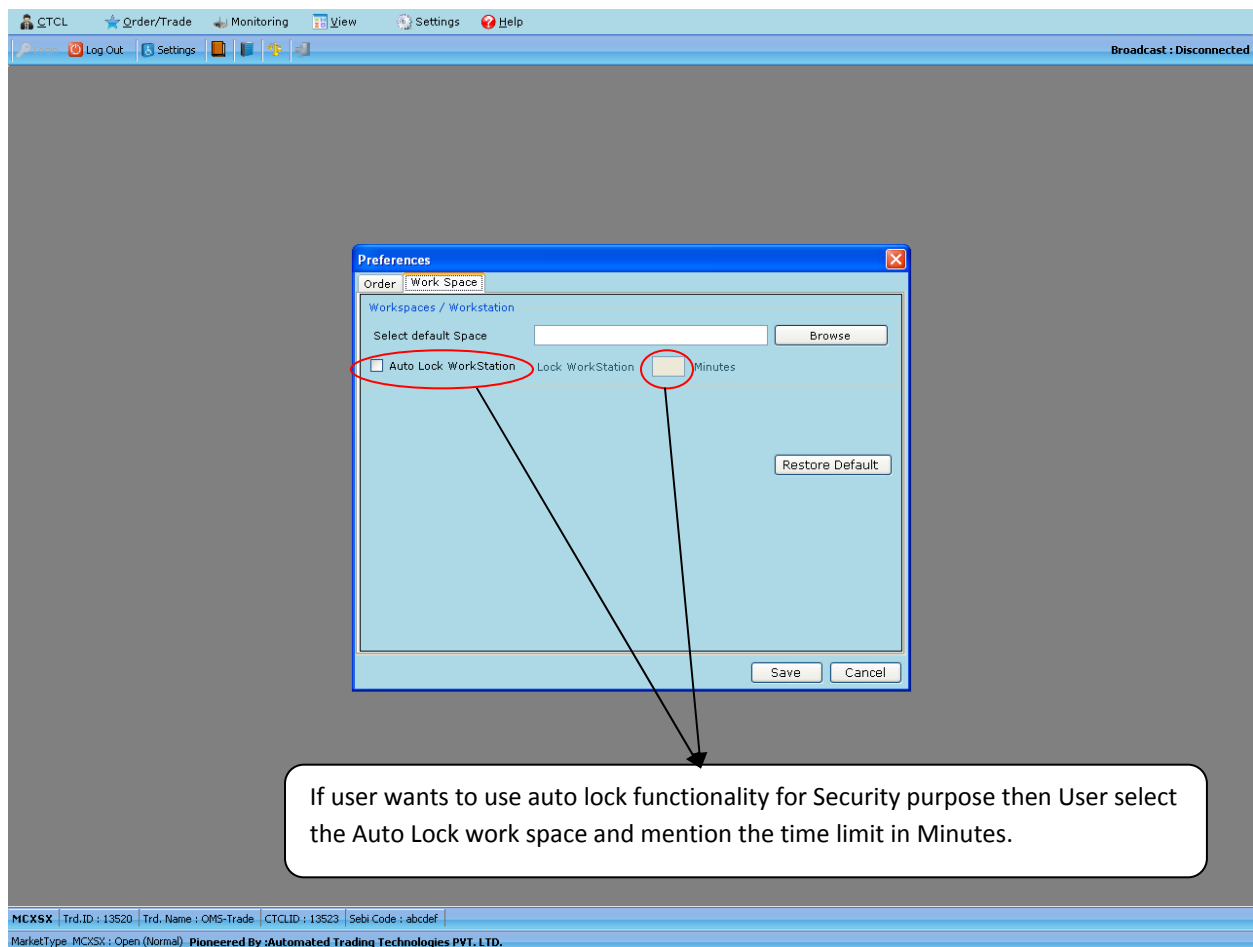 CTCL Order/Trade Monitoring View Settings Help
Log Out Settings Broadcast : Disconnected
Preferences
Order Work Space
Workspaces / Workstation
Select default Space Browse
Auto Lock WorkStation Lock WorkStation Minutes
Restore Default
Save Cancel
If user wants to use auto lock functionality for Security purpose then User select
the Auto Lock work space and mention the time limit in Minutes.
MCXSX Trd.ID : 13520 Trd. Name : OMS-Trade CTCLID : 13523 Sebi Code : abcdef
MarketType MCXSX : Open (Normal) Pioneered By :Automated Trading Technologies PVT. LTD.